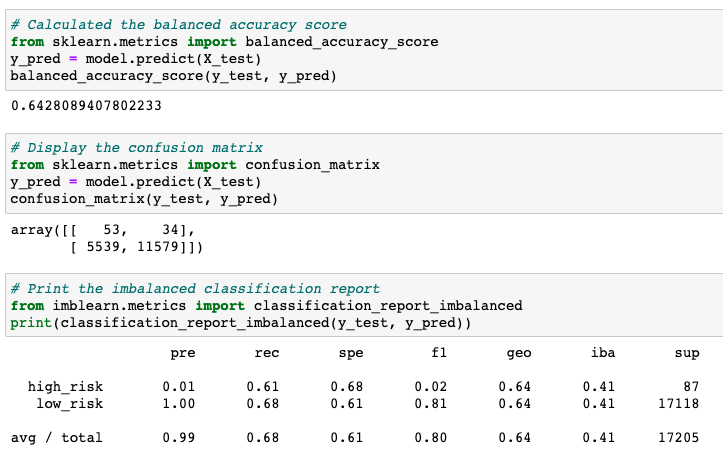 # Calculated the balanced accuracy score
from sklearn.metrics import balanced_accuracy_score
y_pred = model.predict(X_test)
balanced_accuracy_score(y_test, y_pred)
0.6428089407802233
# Display the confusion matrix
from sklearn.metrics import confusion_matrix
y_pred = model.predict(X_test)
confusion_matrix(y_test, y_pred)
array([[   53,    34],
       [ 5539, 11579]])
# Print the imbalanced classification report
from imblearn.metrics import classification_report_imbalanced
print(classification_report_imbalanced(y_test, y_pred))
                   pre       rec       spe        f1       geo       iba       sup
  high_risk       0.01      0.61      0.68      0.02      0.64      0.41        87
   low_risk       1.00      0.68      0.61      0.81      0.64      0.41     17118
avg / total       0.99      0.68      0.61      0.80      0.64      0.41     17205